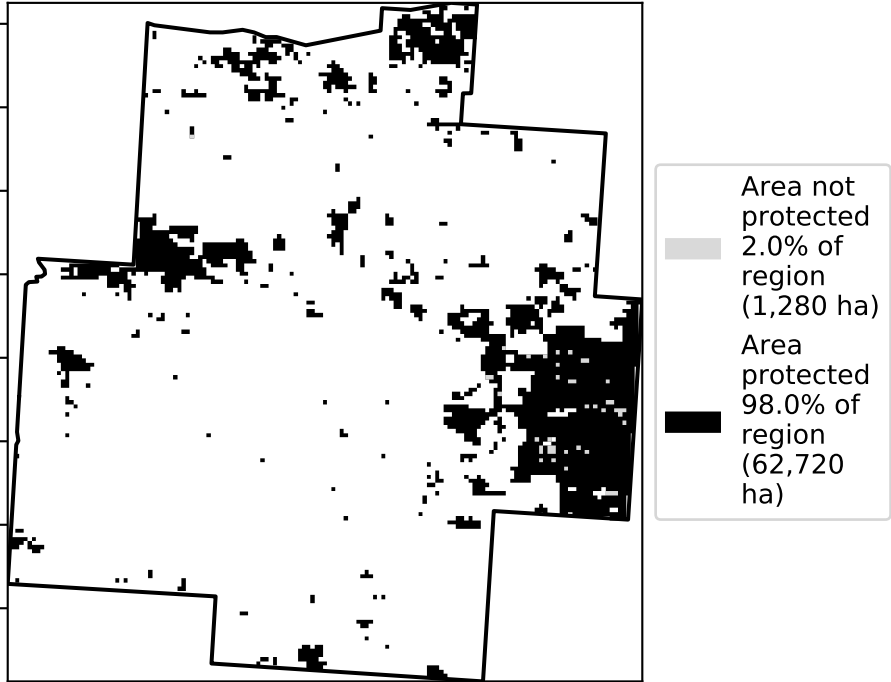 Area not
protected
2.0% of
region
(1,280 ha)
Area
protected
98.0% of
region
(62,720
ha)